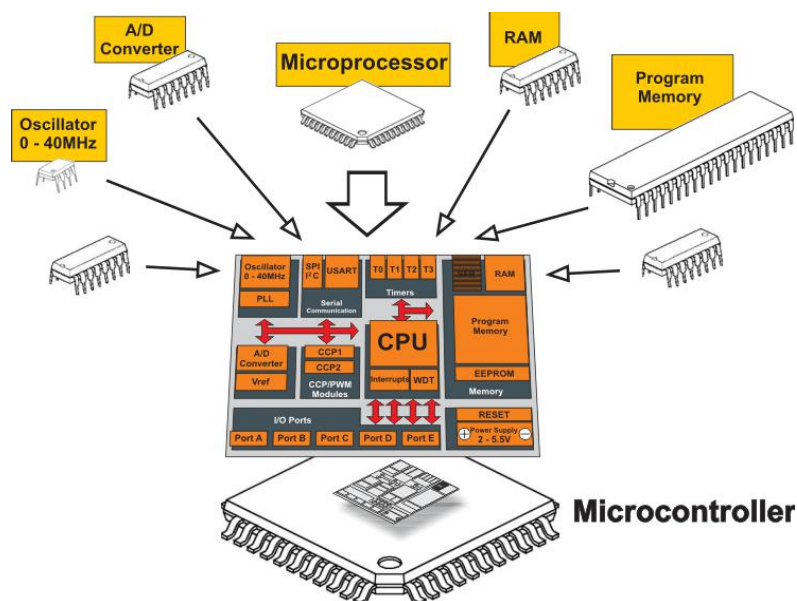 A/D
Converter
Microprocessor
RAM
Program
Memory
Oscillator
0 - 40MHz
Oscillator
0 - 40MHz
PLL
SPI
I²C
USART
Serial
Communication
T0 T1 T2 T3
Timers
RAM
Program
Memory
EEPROM
Memory
A/D
Converter
Vref
CCP1
CCP2
CCP/PWM
Modules
CPU
Interrupts
WDT
I/O Ports
Port A
Port B
Port C
Port D
Port E
RESET
Power Supply
2 - 5.5V
Microcontroller